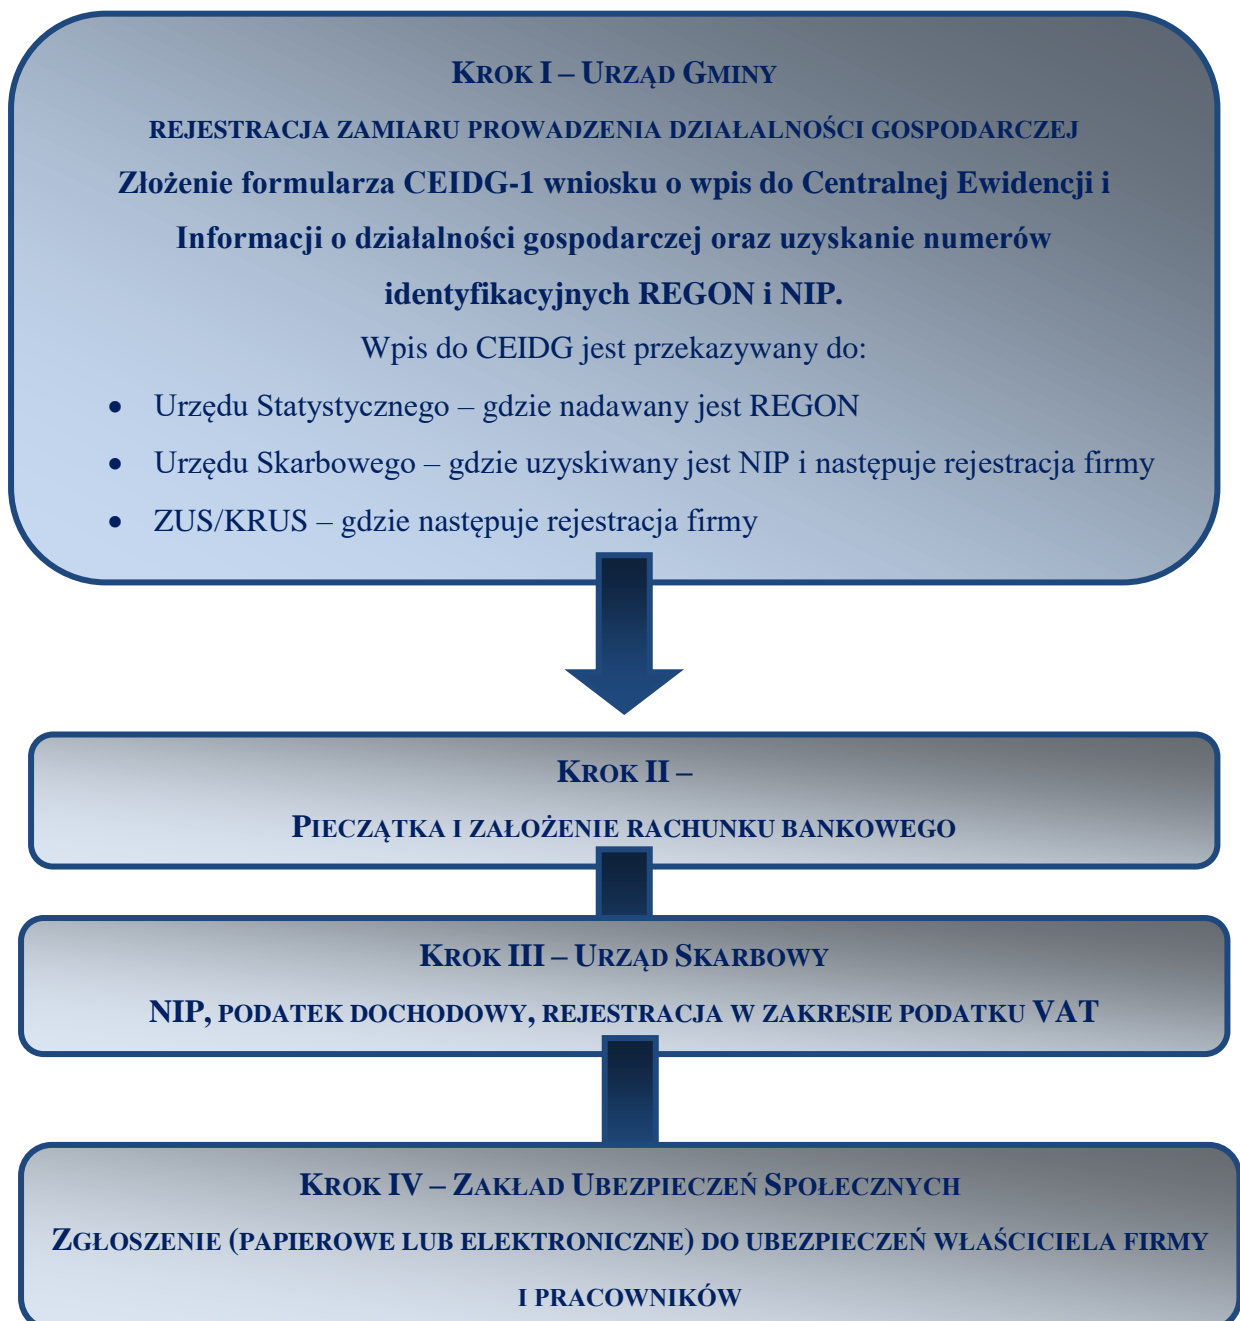 KROK I – URZĄD GMINY
REJESTRACJA ZAMIARU PROWADZENIA DZIAŁALNOŚCI GOSPODARCZEJ
Złożenie formularza CEIDG-1 wniosku o wpis do Centralnej Ewidencji i
Informacji o działalności gospodarczej oraz uzyskanie numerów
identyfikacyjnych REGON i NIP.
Wpis do CEIDG jest przekazywany do:
• Urzędu Statystycznego – gdzie nadawany jest REGON
• Urzędu Skarbowego – gdzie uzyskiwany jest NIP i następuje rejestracja firmy
• ZUS/KRUS – gdzie następuje rejestracja firmy
KROK II –
PIECZĄTKA I ZAŁOŻENIE RACHUNKU BANKOWEGO
KROK III – URZĄD SKARBOWY
NIP, PODATEK DOCHODOWY, REJESTRACJA W ZAKRESIE PODATKU VAT
KROK IV – ZAKŁAD UBEZPIECZEŃ SPOŁECZNYCH
ZGŁOSZENIE (PAPIEROWE LUB ELEKTRONICZNE) DO UBEZPIECZEŃ WŁAŚCICIELA FIRMY
I PRACOWNIKÓW